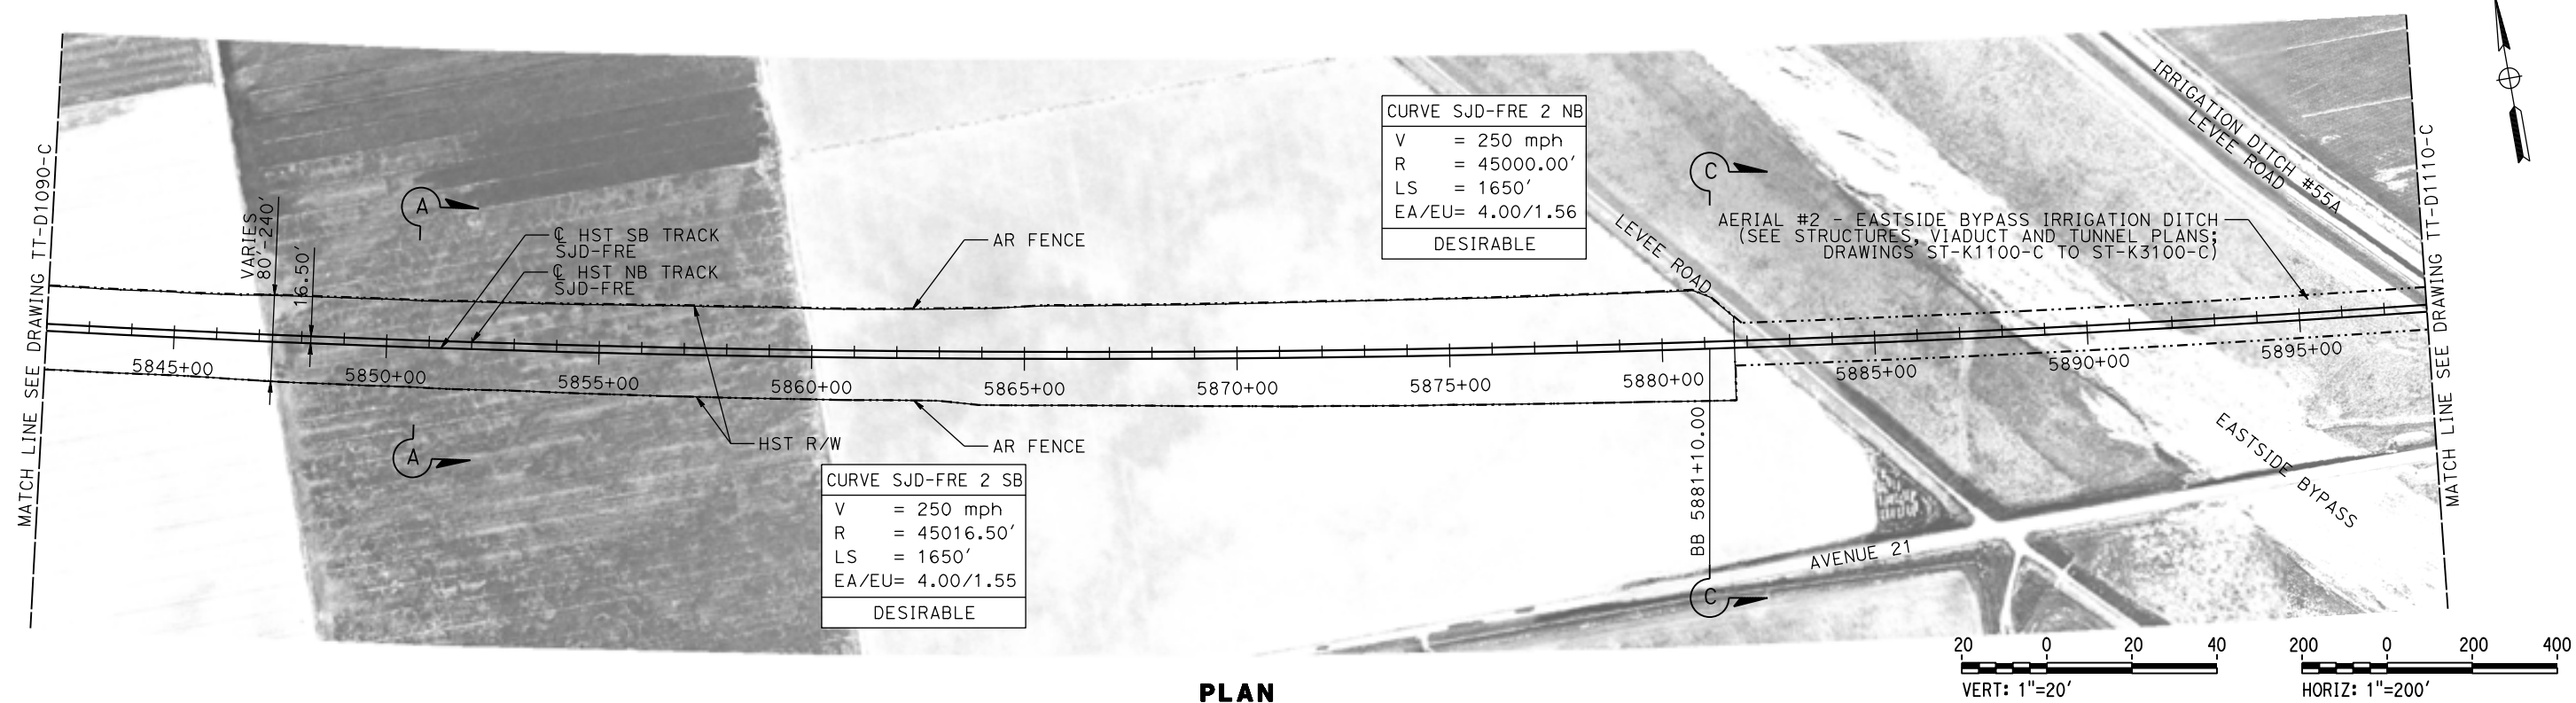 MATCH LINE SEE DRAWING TT-D1090-C
VARIES
80'-240'
16.50'
A
A
℄ HST SB TRACK
SJD-FRE
℄ HST NB TRACK
SJD-FRE
AR FENCE
CURVE SJD-FRE 2 NB
V = 250 mph
R = 45000.00'
LS = 1650'
EA/EU= 4.00/1.56
DESIRABLE
C
LEVEE ROAD
IRRIGATION DITCH #55A
LEVEE ROAD
AERIAL #2 - EASTSIDE BYPASS IRRIGATION DITCH
(SEE STRUCTURES, VIADUCT AND TUNNEL PLANS;
DRAWINGS ST-K1100-C TO ST-K3100-C)
MATCH LINE SEE DRAWING TT-D1110-C
5845+00
5850+00
5855+00
5860+00
5865+00
5870+00
5875+00
5880+00
5885+00
5890+00
5895+00
HST R/W
AR FENCE
CURVE SJD-FRE 2 SB
V = 250 mph
R = 45016.50'
LS = 1650'
EA/EU= 4.00/1.55
DESIRABLE
BB 5881+10.00
C
AVENUE 21
EASTSIDE BYPASS
20 0 20 40
VERT: 1"=20'
200 0 200 400
HORIZ: 1"=200'
PLAN